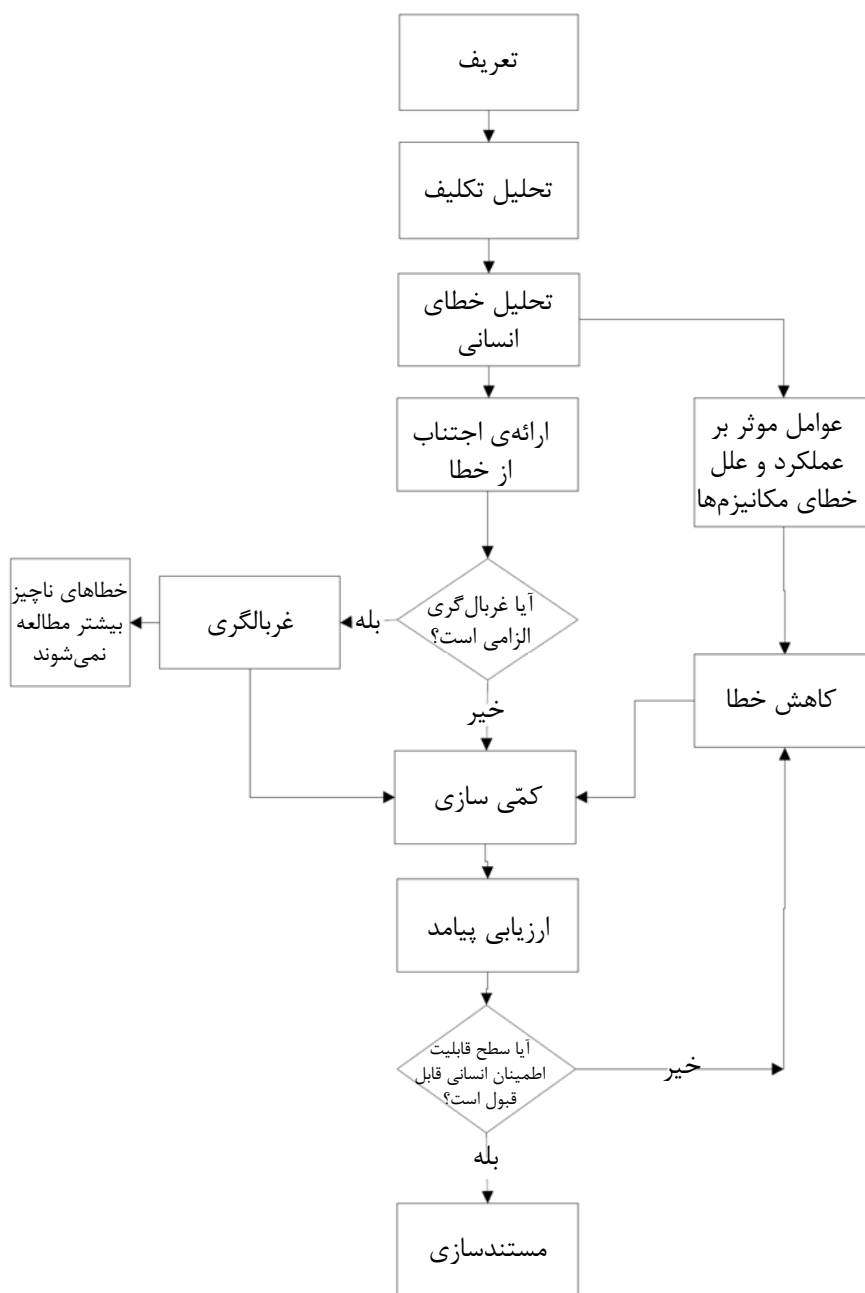 تعریف
تحلیل تکلیف
تحلیل خطای
انسانی
ارائه‌ی اجتناب
از خطا
عوامل موثر بر
عملکرد و علل
خطای مکانیزم‌ها
آیا غربال‌گری
الزامی است؟
بله
غربالگری
خطاهای ناچیز
بیشتر مطالعه
نمی‌شوند
خیر
کاهش خطا
کمّی سازی
ارزیابی پیامد
آیا سطح قابلیت
اطمینان انسانی قابل
قبول است؟
خیر
بله
مستندسازی